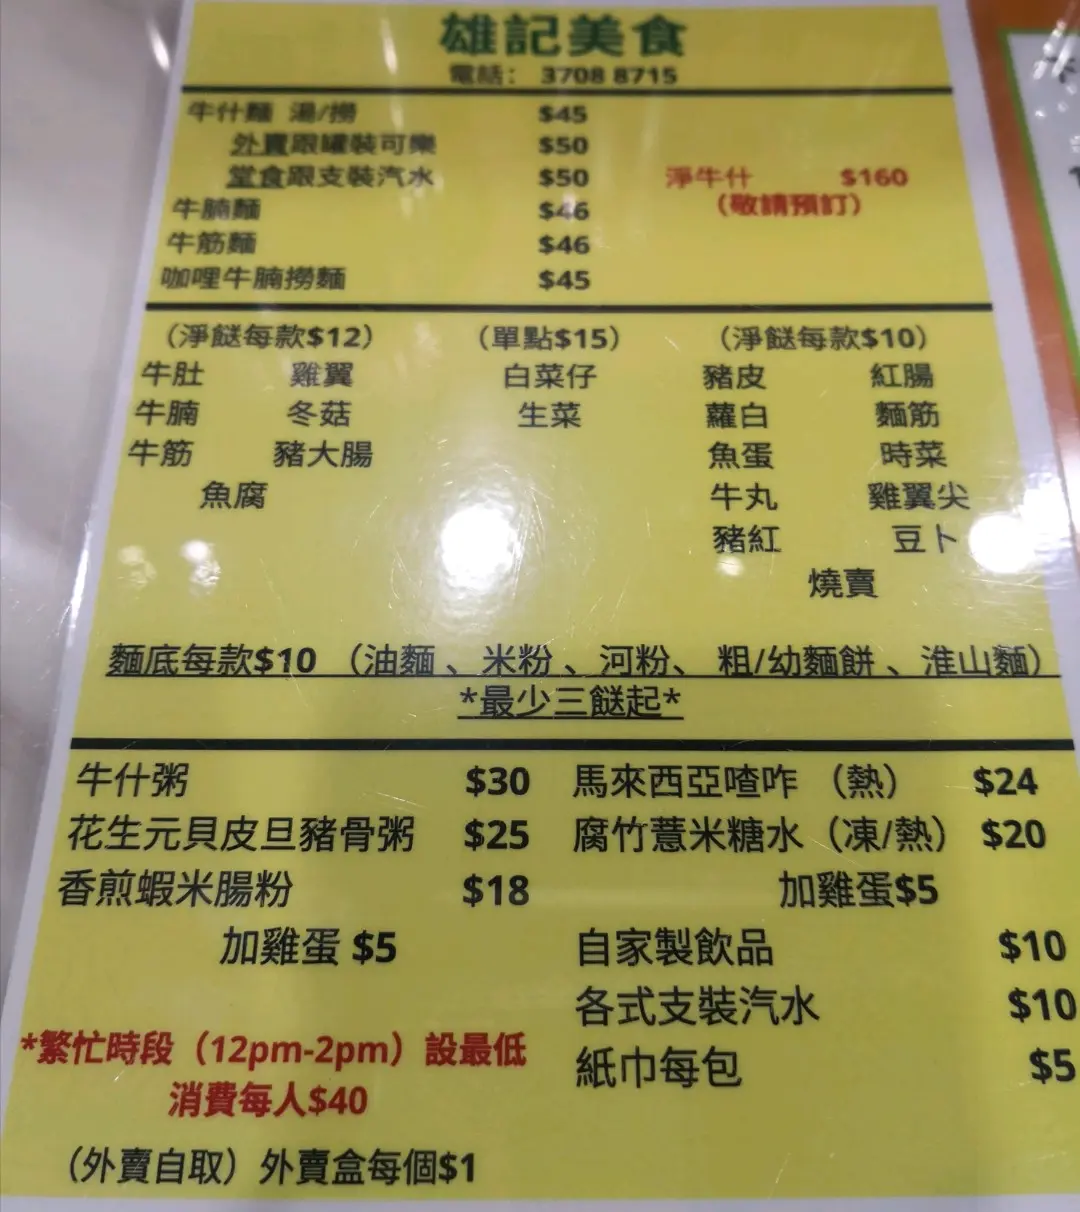 雄記美食
電話： 3708 8715
牛什麵 湯/撈 $45
外賣跟罐裝可樂 $50
堂食跟支裝汽水 $50
淨牛什 $160
（敬請預訂）
牛腩麵 $46
牛筋麵 $46
咖哩牛腩撈麵 $45
（淨餸每款$12）
牛肚 雞翼
牛腩 冬菇
牛筋 豬大腸
魚腐
（單點$15）
白菜仔
生菜
（淨餸每款$10）
豬皮 紅腸
蘿白 麵筋
魚蛋 時菜
牛丸 雞翼尖
豬紅 豆卜
燒賣
麵底每款$10 （油麵 、米粉 、河粉、 粗/幼麵餅 、淮山麵）
*最少三餸起*
牛什粥 $30
花生元貝皮旦豬骨粥 $25
香煎蝦米腸粉 $18
加雞蛋 $5
馬來西亞喳咋 （熱） $24
腐竹薏米糖水（凍/熱） $20
加雞蛋$5
自家製飲品 $10
各式支裝汽水 $10
紙巾每包 $5
*繁忙時段（12pm-2pm）設最低
消費每人$40
（外賣自取）外賣盒每個$1